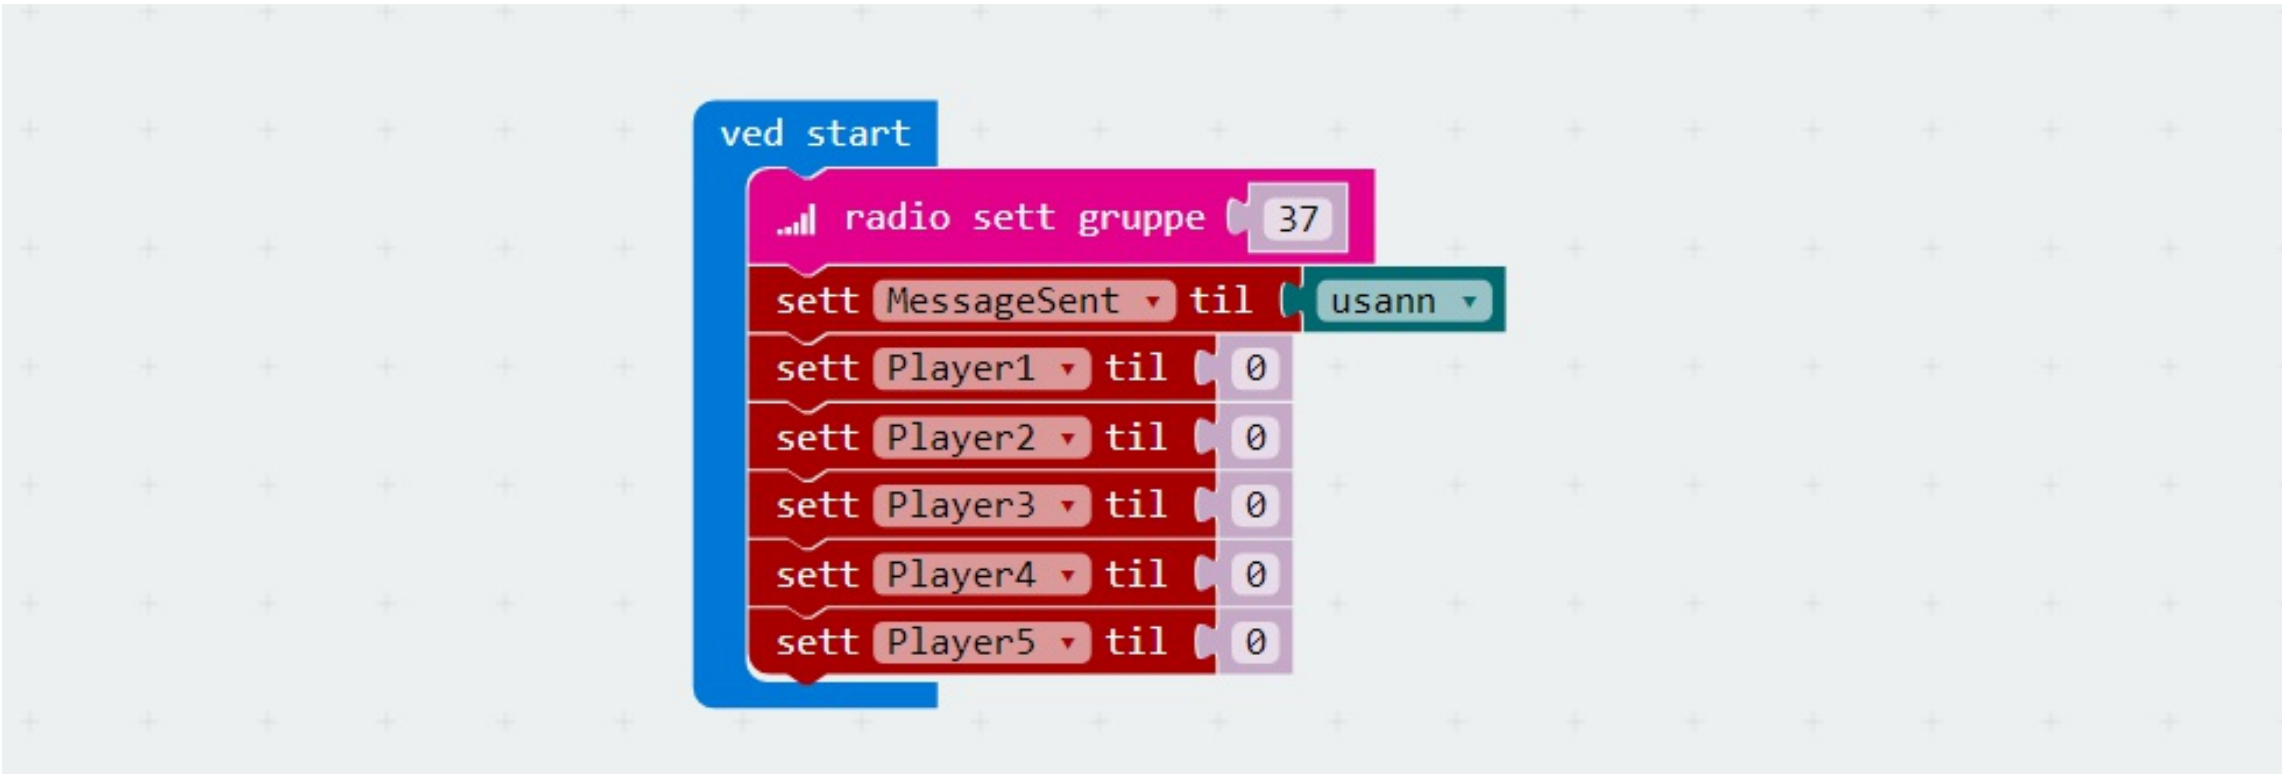 ved start
radio sett gruppe 37
sett MessageSent til usann
sett Player1 til 0
sett Player2 til 0
sett Player3 til 0
sett Player4 til 0
sett Player5 til 0